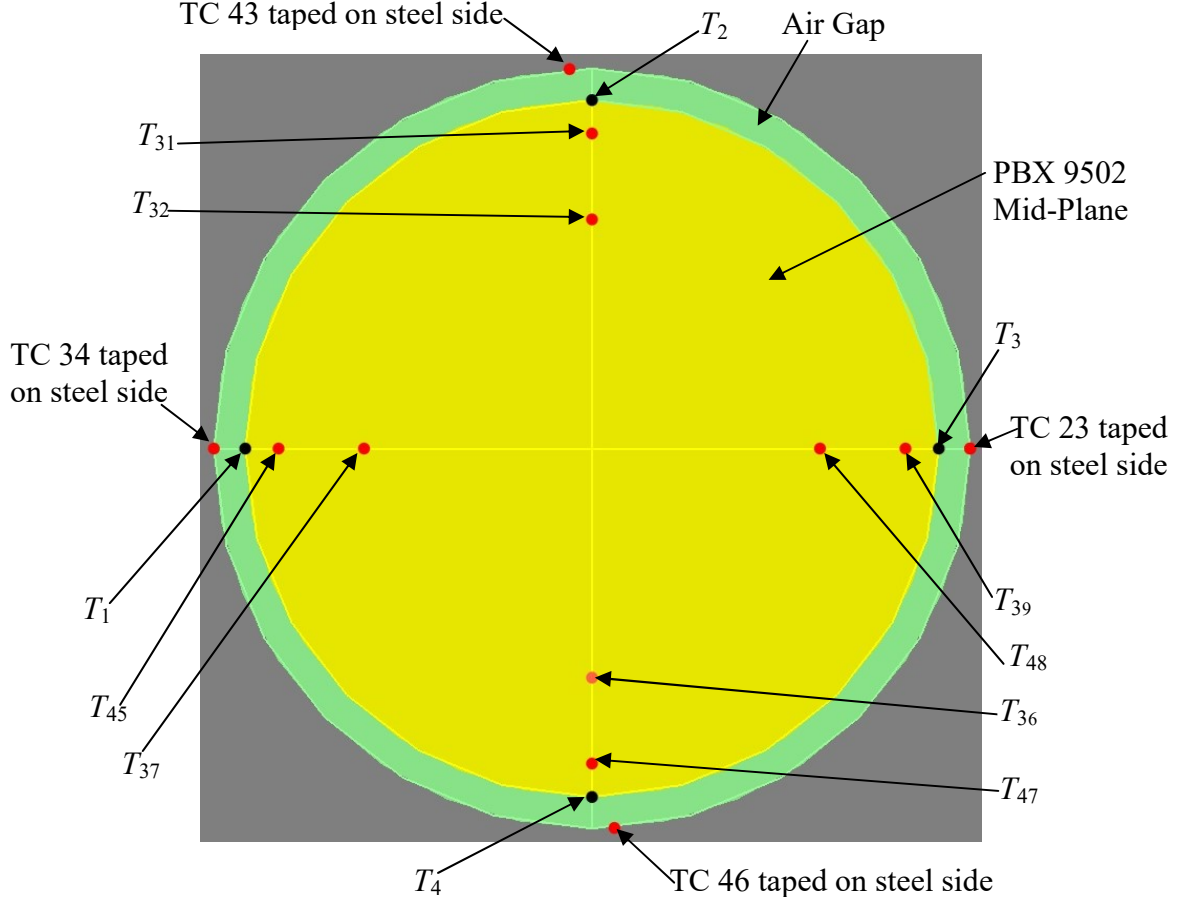 TC 43 taped on steel side
T2
Air Gap
T31
PBX 9502
Mid-Plane
T32
T3
TC 34 taped
on steel side
TC 23 taped
on steel side
T1
T39
T48
T45
T36
T37
T47
T4
TC 46 taped on steel side